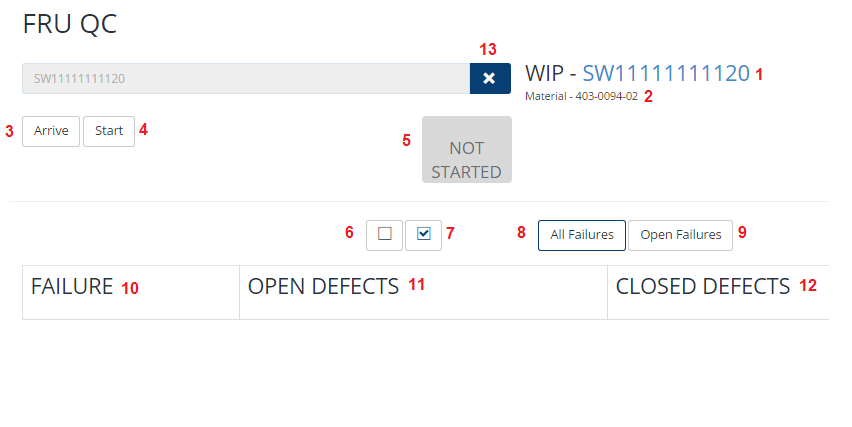 FRU QC
13
SW11111111120
WIP - SW11111111120 1
Material - 403-0094-02 2
3 Arrive Start 4
5 NOT
STARTED
6 7 8 All Failures Open Failures 9
FAILURE 10 OPEN DEFECTS 11 CLOSED DEFECTS 12